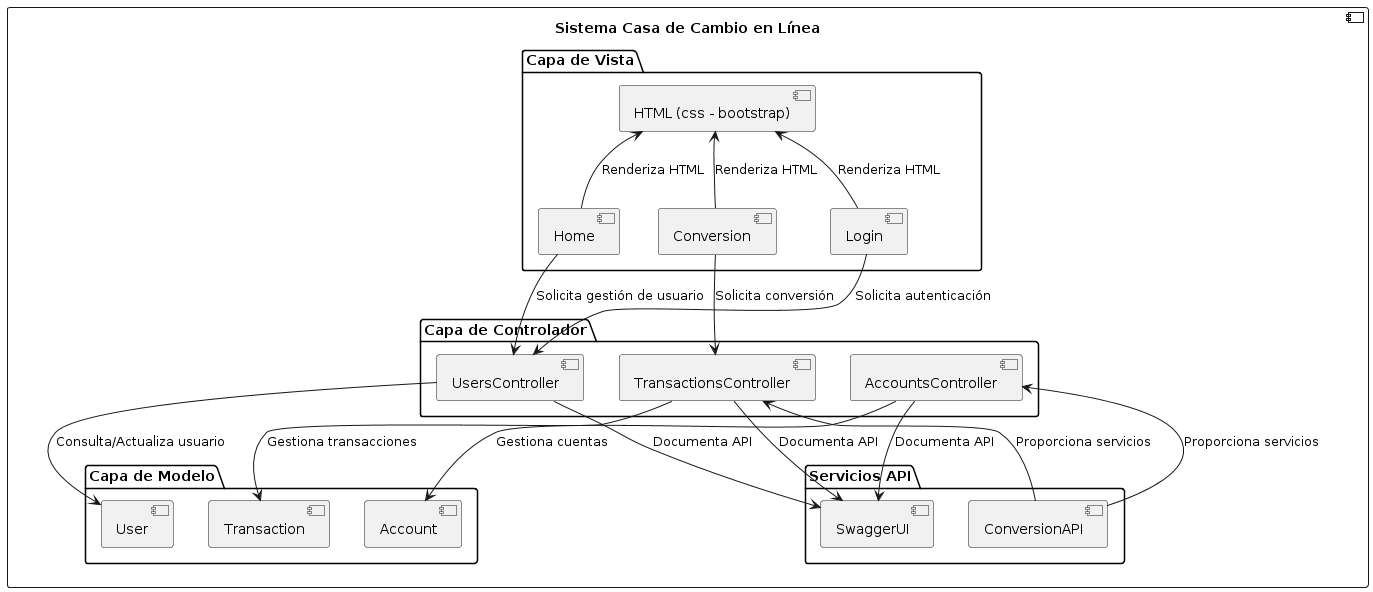 Sistema Casa de Cambio en Línea
Capa de Vista
HTML (css - bootstrap)
Renderiza HTML
Renderiza HTML
Renderiza HTML
Home
Conversion
Login
Solicita gestión de usuario
Solicita conversión
Solicita autenticación
Capa de Controlador
UsersController
TransactionsController
AccountsController
Consulta/Actualiza usuario
Gestiona transacciones
Gestiona cuentas
Documenta API
Documenta API
Documenta API
Proporciona servicios
Proporciona servicios
Capa de Modelo
User
Transaction
Account
Servicios API
SwaggerUI
ConversionAPI